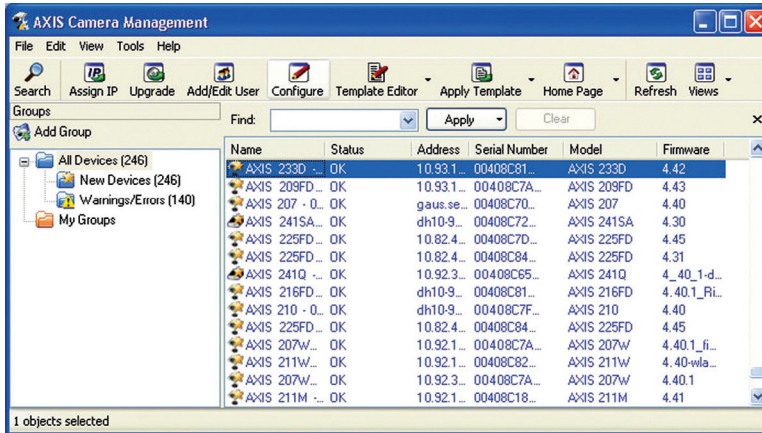 AXIS Camera Management
File Edit View Tools Help
Search Assign IP Upgrade Add/Edit User Configure Template Editor Apply Template Home Page Refresh Views
Groups
Add Group
All Devices (246)
New Devices (246)
Warnings/Errors (140)
My Groups
Find: Apply Clear
Name Status Address Serial Number Model Firmware
AXIS 233D -... OK 10.93.1... 00408C81... AXIS 233D 4.42
AXIS 209FD... OK 10.93.1... 00408C7A... AXIS 209FD 4.43
AXIS 207 - 0... OK gaus.se... 00408C70... AXIS 207 4.40
AXIS 241SA... OK dh10-9... 00408C72... AXIS 241SA 4.30
AXIS 225FD... OK 10.82.4... 00408C7D... AXIS 225FD 4.45
AXIS 225FD... OK 10.82.4... 00408C84... AXIS 225FD 4.31
AXIS 241Q -... OK 10.92.3... 00408C65... AXIS 241Q 4_40_1-d...
AXIS 216FD... OK dh10-9... 00408C81... AXIS 216FD 4.40.1_Ri...
AXIS 210 - 0... OK dh10-9... 00408C7F... AXIS 210 4.40
AXIS 225FD... OK 10.82.4... 00408C84... AXIS 225FD 4.45
AXIS 207W... OK 10.92.1... 00408C7A... AXIS 207W 4.40.1_fi...
AXIS 211W... OK 10.92.1... 00408C82... AXIS 211W 4.40-wla...
AXIS 207W... OK 10.92.3... 00408C7A... AXIS 207W 4.40.1
AXIS 211M -... OK 10.92.1... 00408C18... AXIS 211M 4.41
1 objects selected